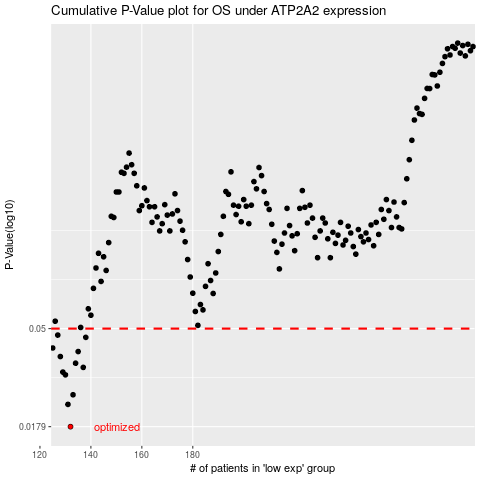 Cumulative P-Value plot for OS under ATP2A2 expression
P-Value(log10)
0.05
0.0179
optimized
120 140 160 180
# of patients in 'low exp' group